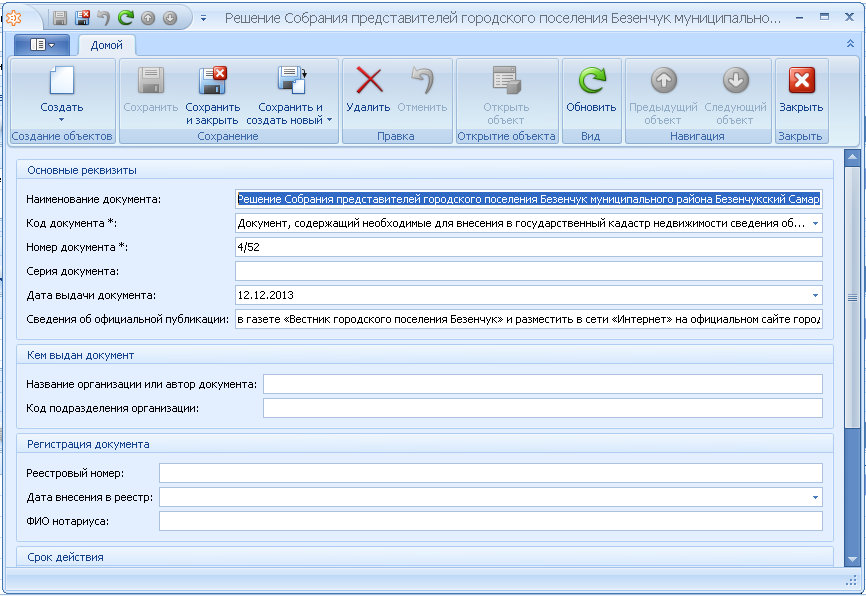 Решение Собрания представителей городского поселения Безенчук муниципально...
Домой
Создать
Сохранить
Сохранить и закрыть
Сохранить и создать новый
Удалить
Отменить
Открыть объект
Обновить
Предыдущий объект
Следующий объект
Закрыть
Создание объектов
Сохранение
Правка
Открытие объекта
Вид
Навигация
Закрыть
Основные реквизиты
Наименование документа: Решение Собрания представителей городского поселения Безенчук муниципального района Безенчукский Самар
Код документа *: Документ, содержащий необходимые для внесения в государственный кадастр недвижимости сведения об...
Номер документа *: 4/52
Серия документа:
Дата выдачи документа: 12.12.2013
Сведения об официальной публикации: в газете «Вестник городского поселения Безенчук» и разместить в сети «Интернет» на официальном сайте город
Кем выдан документ
Название организации или автор документа:
Код подразделения организации:
Регистрация документа
Реестровый номер:
Дата внесения в реестр:
ФИО нотариуса:
Срок действия